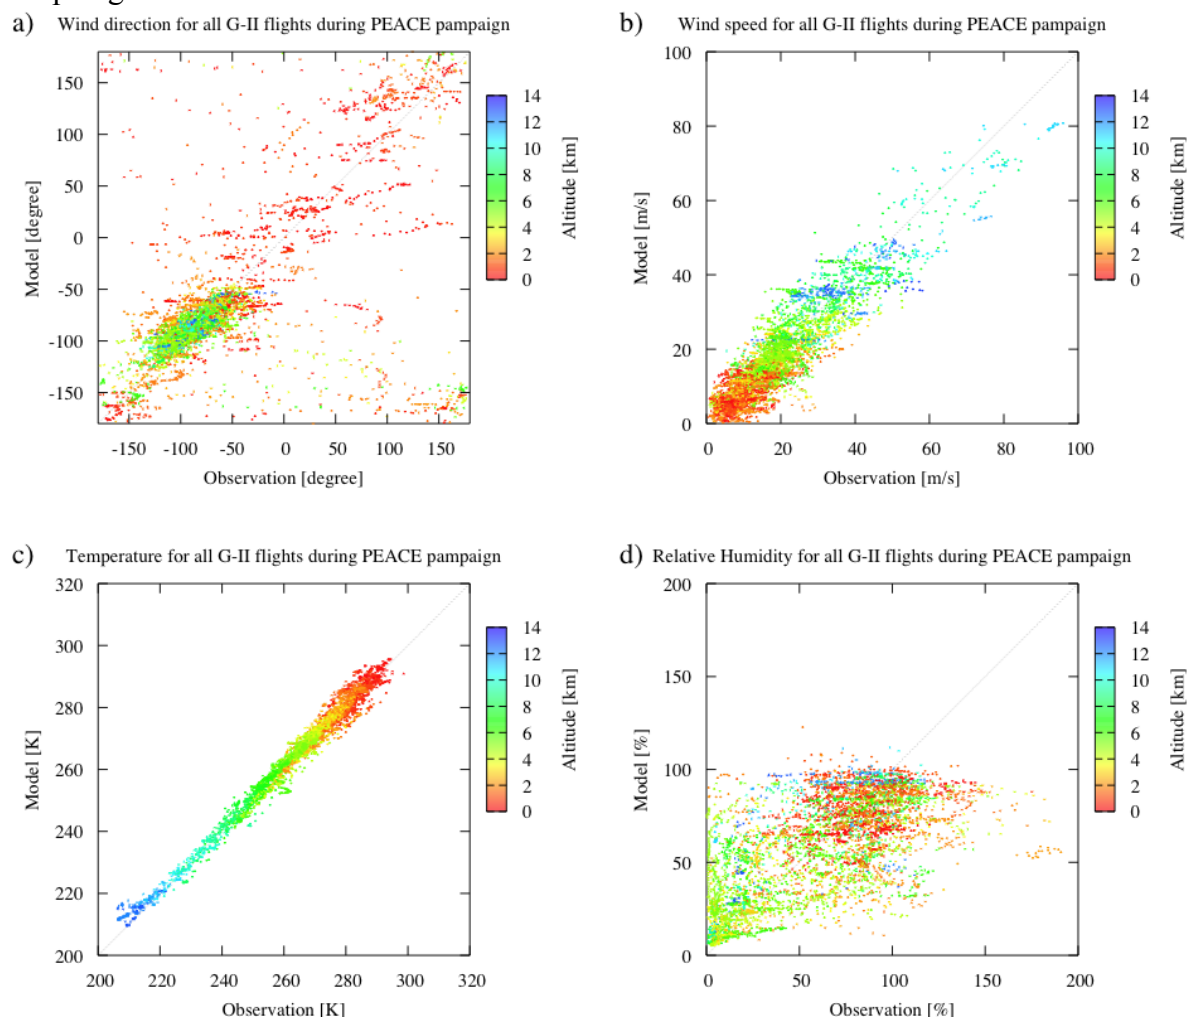 a) Wind direction for all G-II flights during PEACE pampaign
150
100
50
0
-50
-100
-150
Model [degree]
-150 -100 -50 0 50 100 150
Observation [degree]
14
12
10
8
6
4
2
0
Altitude [km]
b) Wind speed for all G-II flights during PEACE pampaign
100
80
60
40
20
0
Model [m/s]
0 20 40 60 80 100
Observation [m/s]
14
12
10
8
6
4
2
0
Altitude [km]
c) Temperature for all G-II flights during PEACE pampaign
320
300
280
260
240
220
200
Model [K]
200 220 240 260 280 300 320
Observation [K]
14
12
10
8
6
4
2
0
Altitude [km]
d) Relative Humidity for all G-II flights during PEACE pampaign
200
150
100
50
0
Model [%]
0 50 100 150 200
Observation [%]
14
12
10
8
6
4
2
0
Altitude [km]